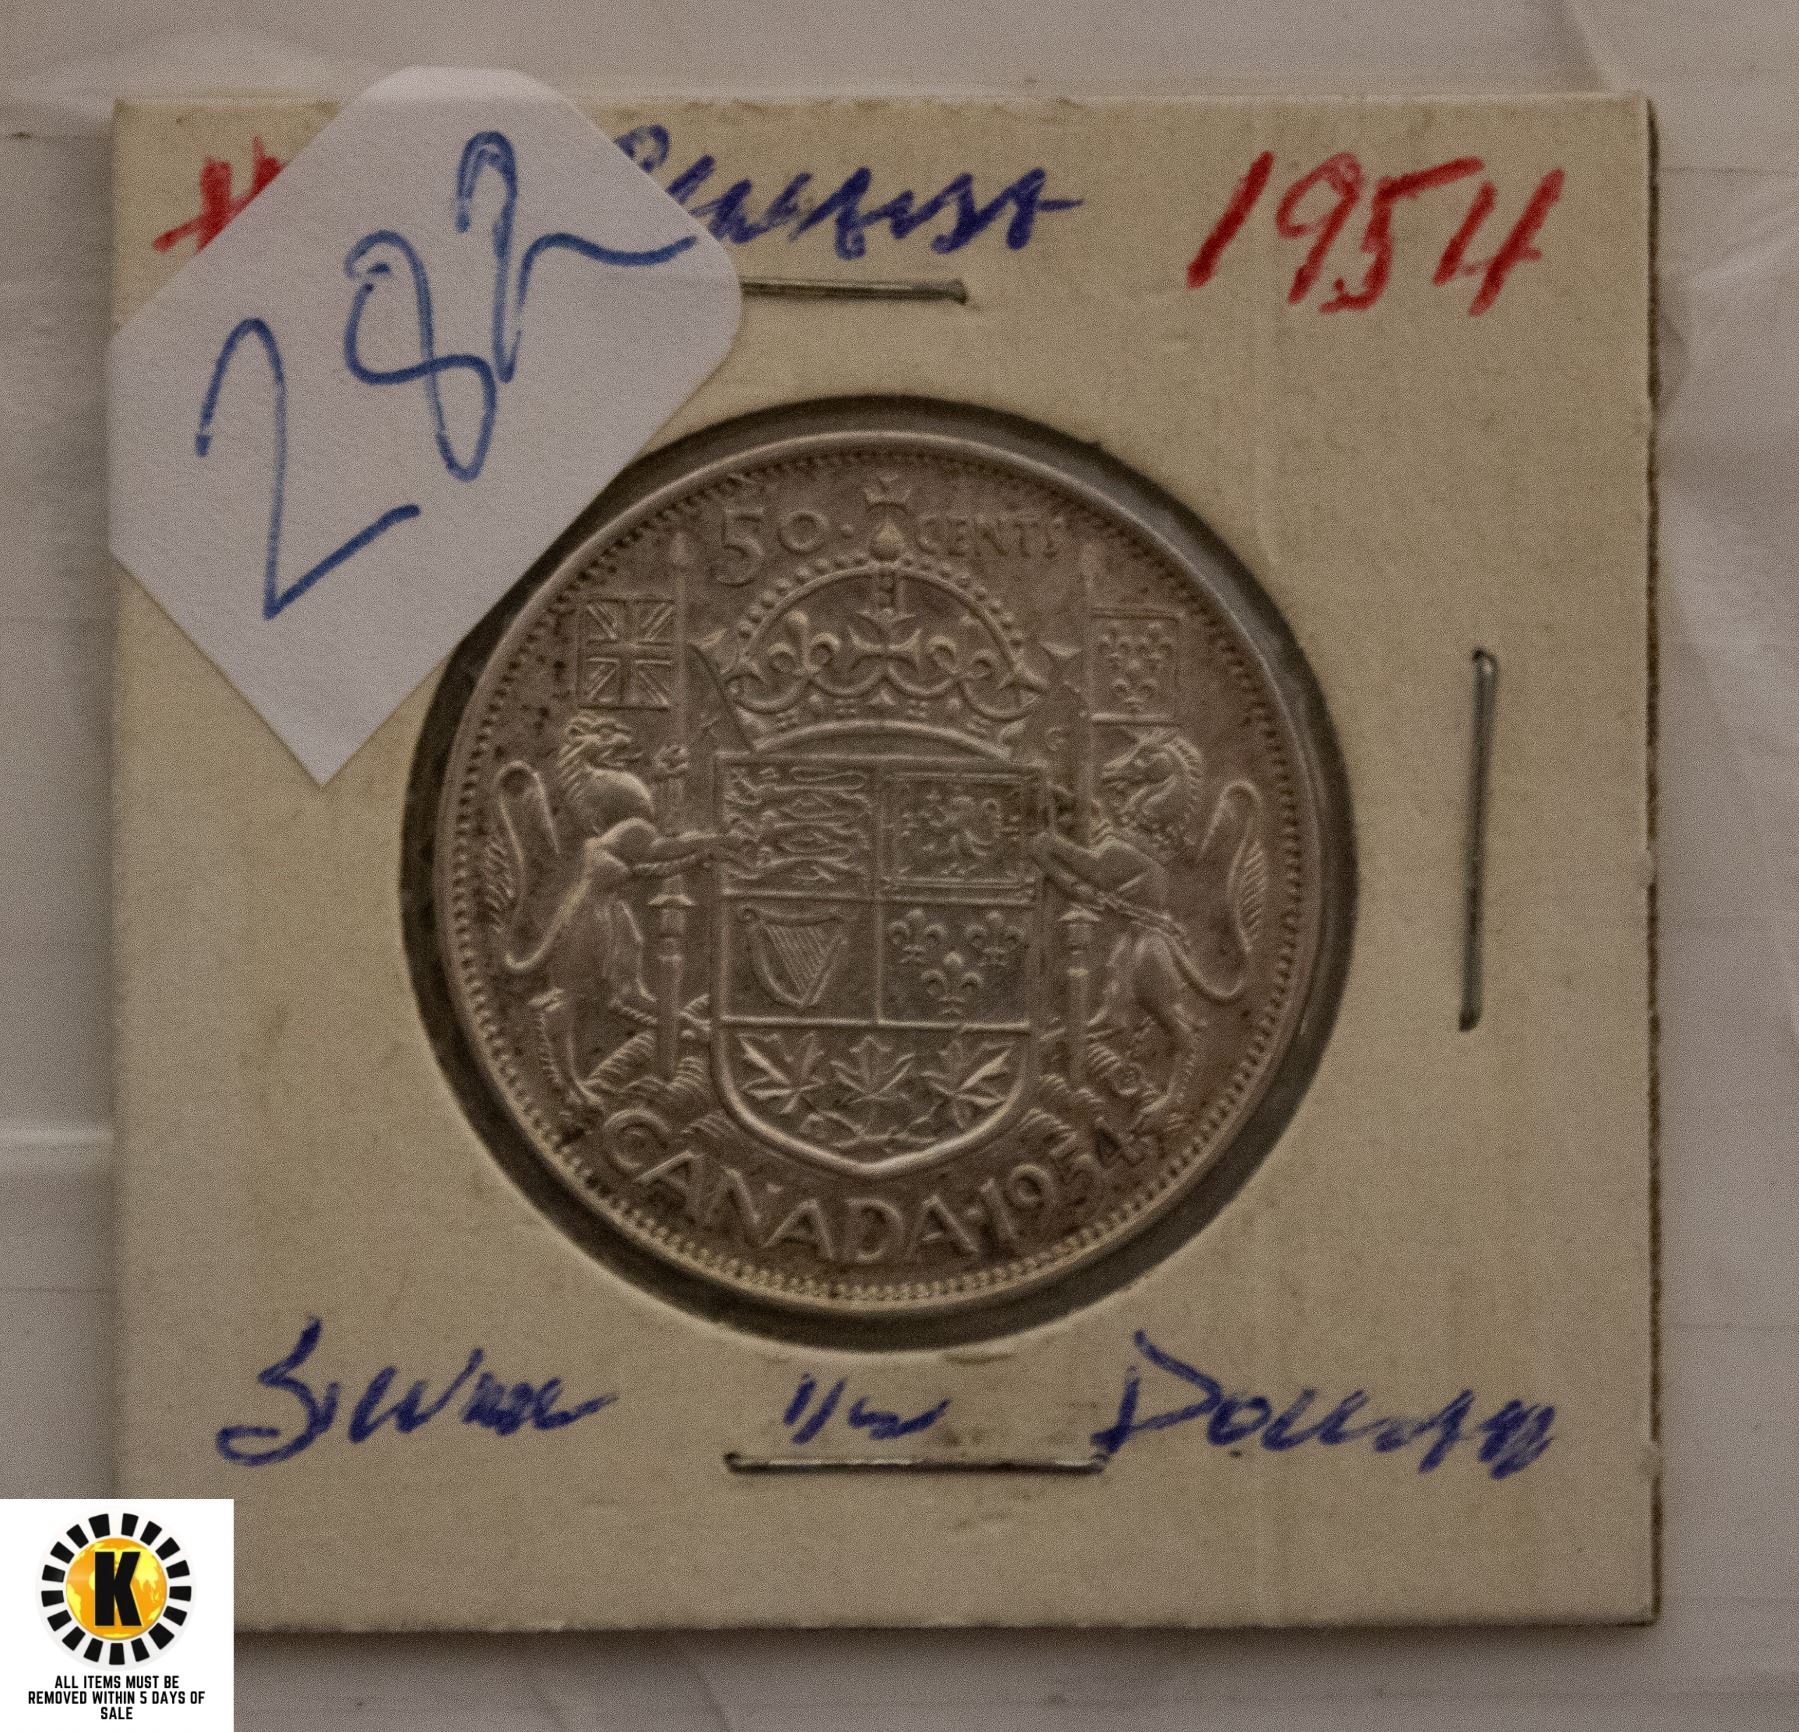 1954
282
50 CENTS
CANADA·1954
Silver 1/2 Dollar
K
ALL ITEMS MUST BE
REMOVED WITHIN 5 DAYS OF
SALE